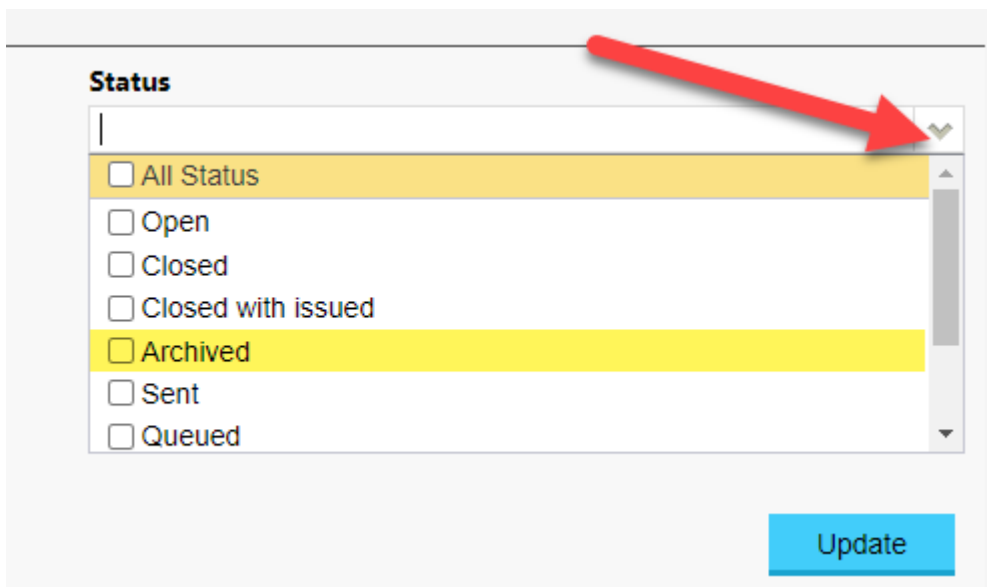 Status
All Status
Open
Closed
Closed with issued
Archived
Sent
Queued
Update